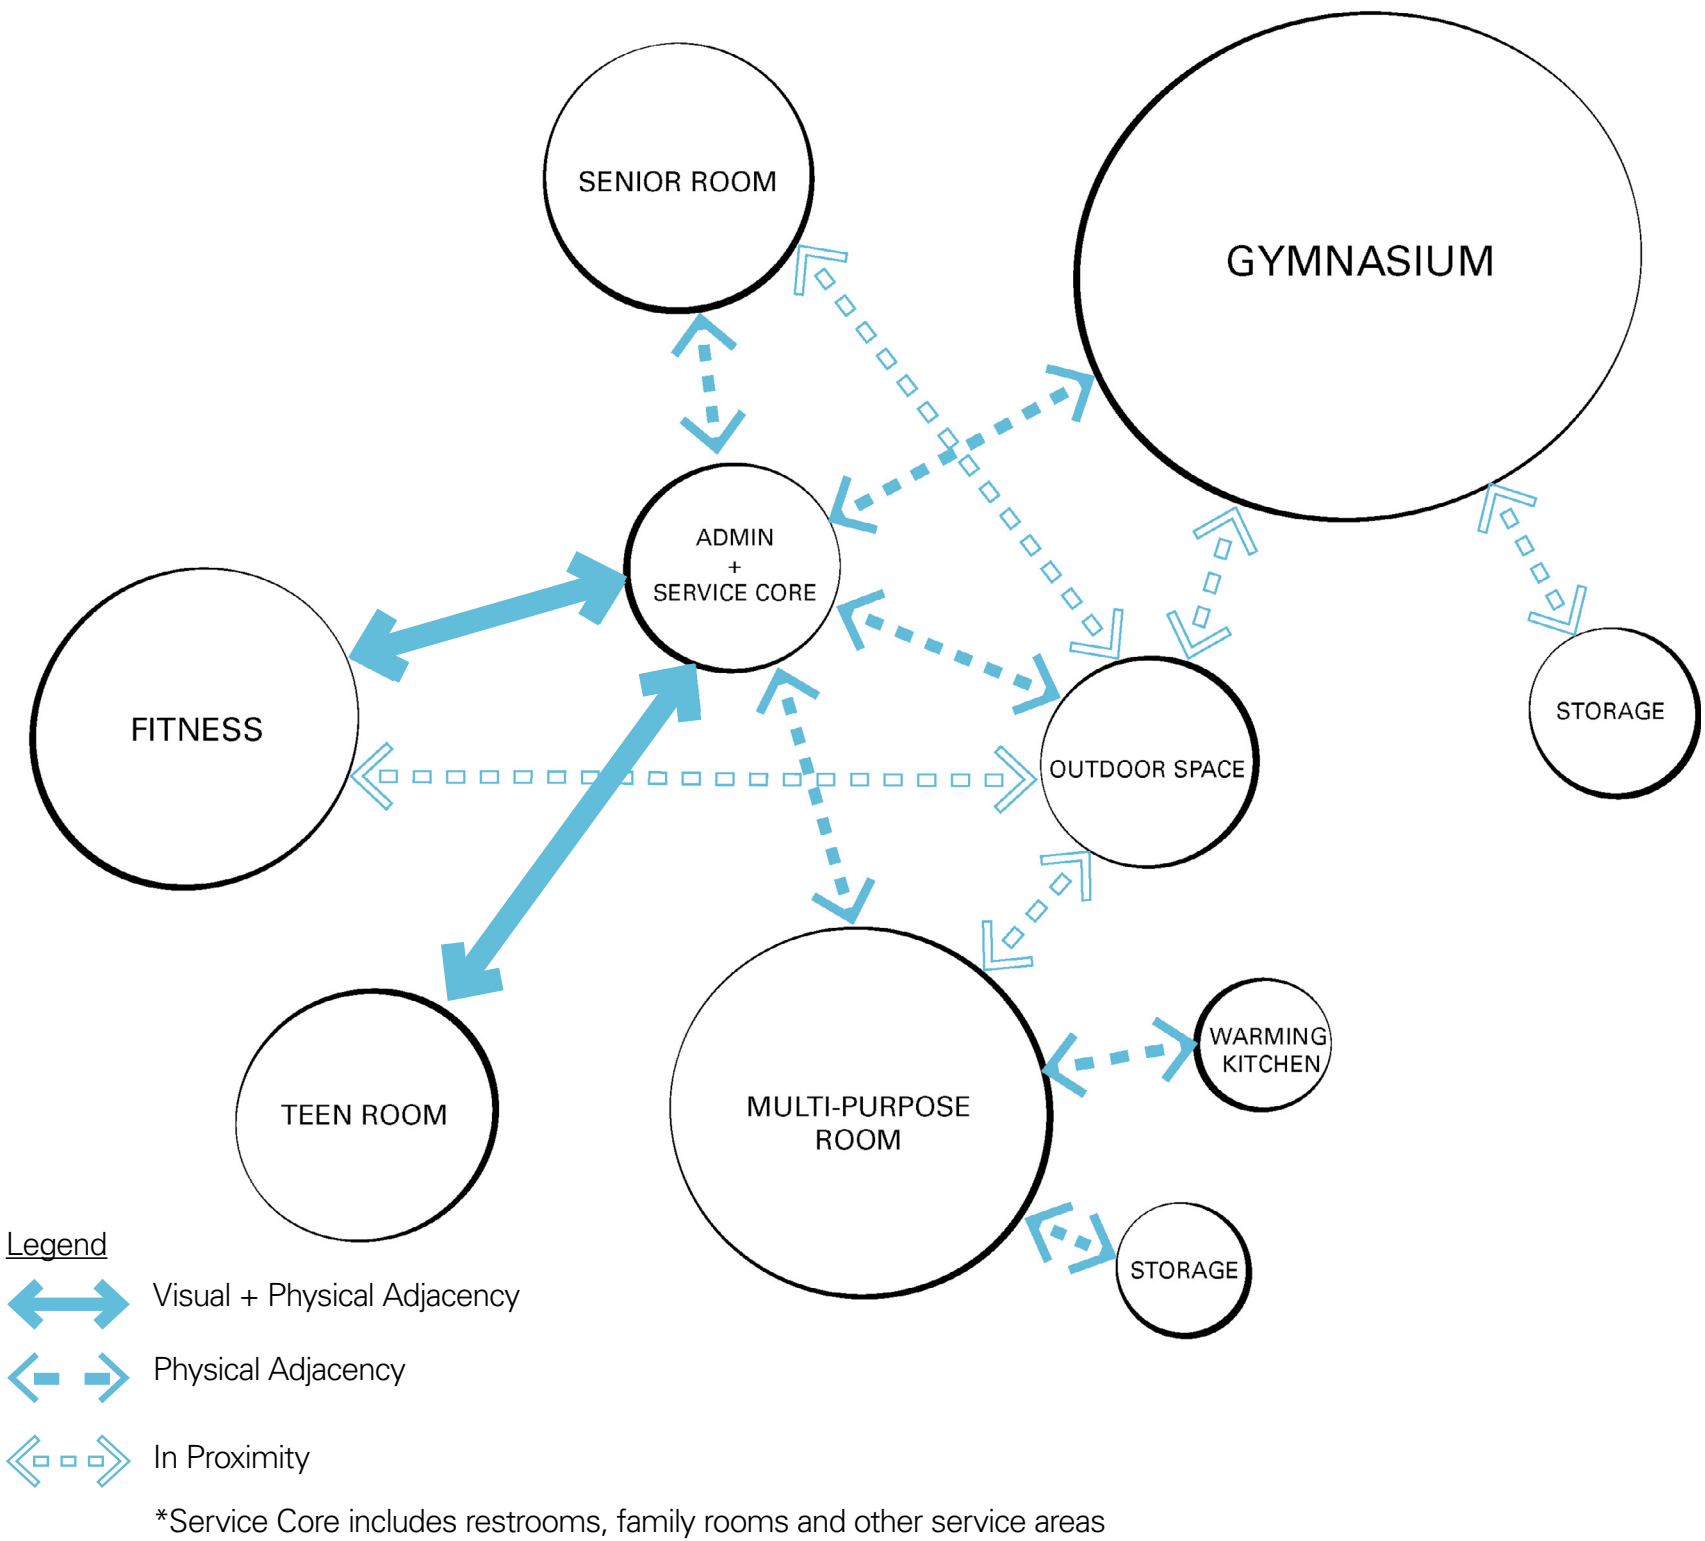 SENIOR ROOM
GYMNASIUM
ADMIN
+
SERVICE CORE
FITNESS
STORAGE
OUTDOOR SPACE
WARMING
KITCHEN
TEEN ROOM
MULTI-PURPOSE
ROOM
STORAGE
Legend
Visual + Physical Adjacency
Physical Adjacency
In Proximity
*Service Core includes restrooms, family rooms and other service areas